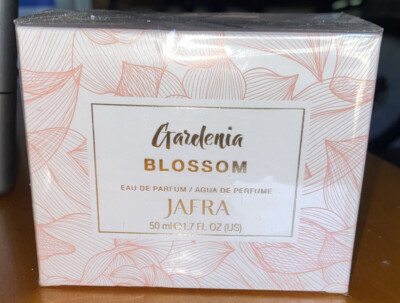 Gardenia
BLOSSOM
EAU DE PARFUM / AGUA DE PERFUME
JAFRA
50 ml ℮ 1.7 FL. OZ (US)